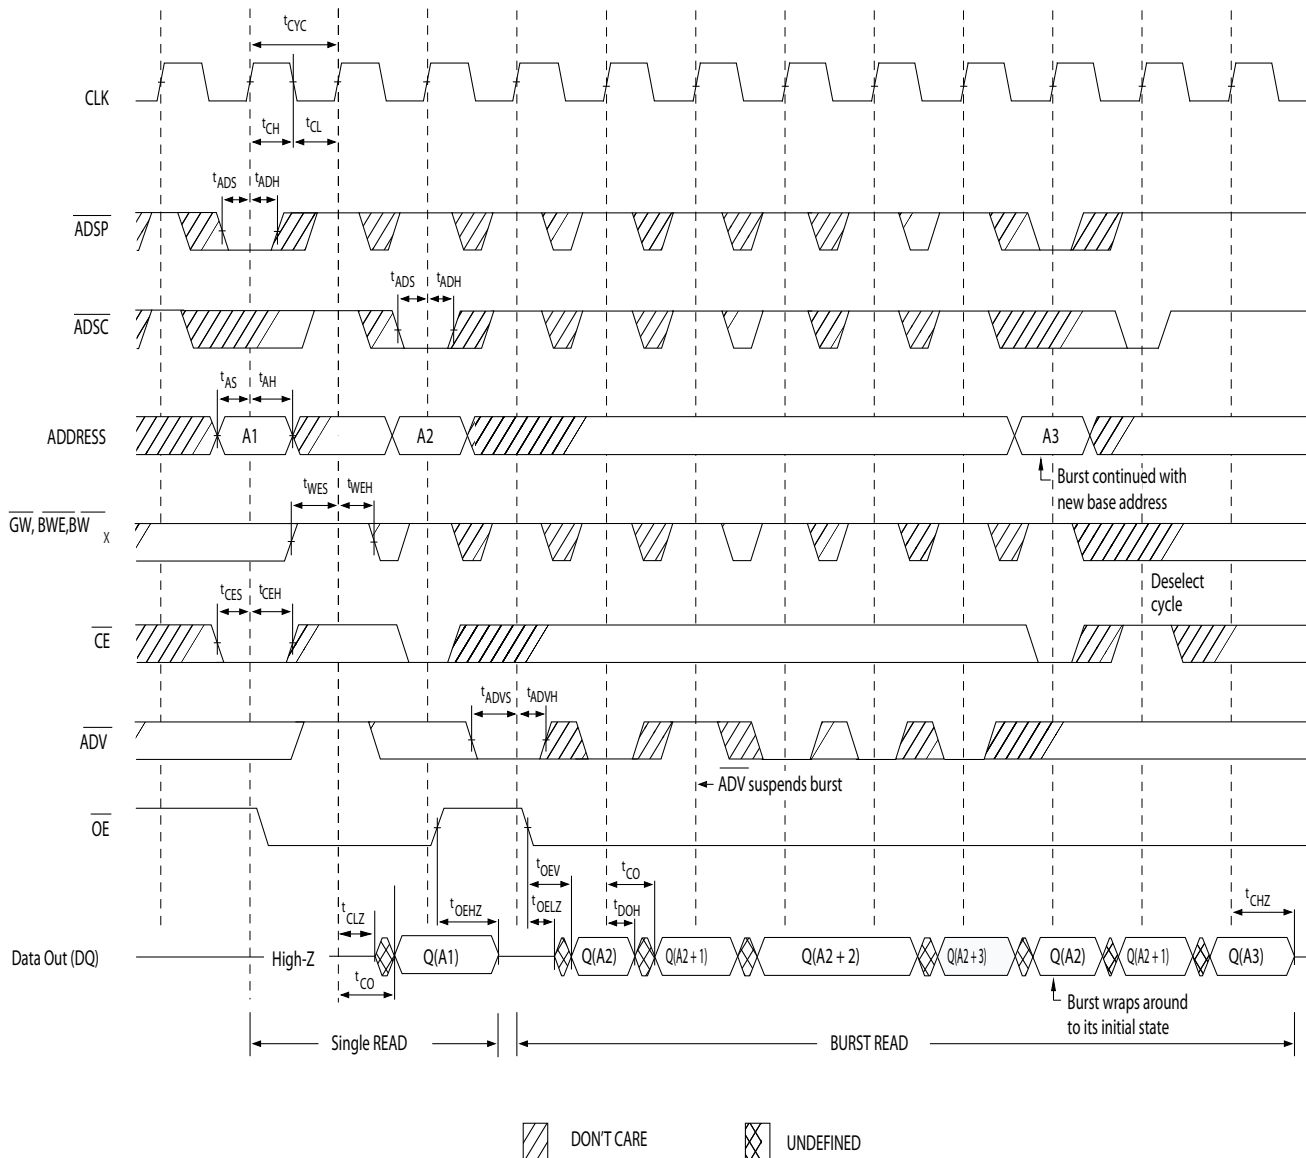 tCYC
CLK
tCH tCL
tADS tADH
ADSP
tADS tADH
ADSC
tAS tAH
ADDRESS A1 A2 A3
Burst continued with
new base address
tWES tWEH
GW, BWE,BW X
Deselect
cycle
tCES tCEH
CE
tADVS tADVH
ADV
ADV suspends burst
OE
tOEV tCO
tCLZ tOEHZ tOELZ tDOH tCHZ
Data Out (DQ) High-Z Q(A1) Q(A2) Q(A2 + 1) Q(A2 + 2) Q(A2 + 3) Q(A2) Q(A2 + 1) Q(A3)
tCO
Burst wraps around
to its initial state
Single READ BURST READ
DON'T CARE UNDEFINED